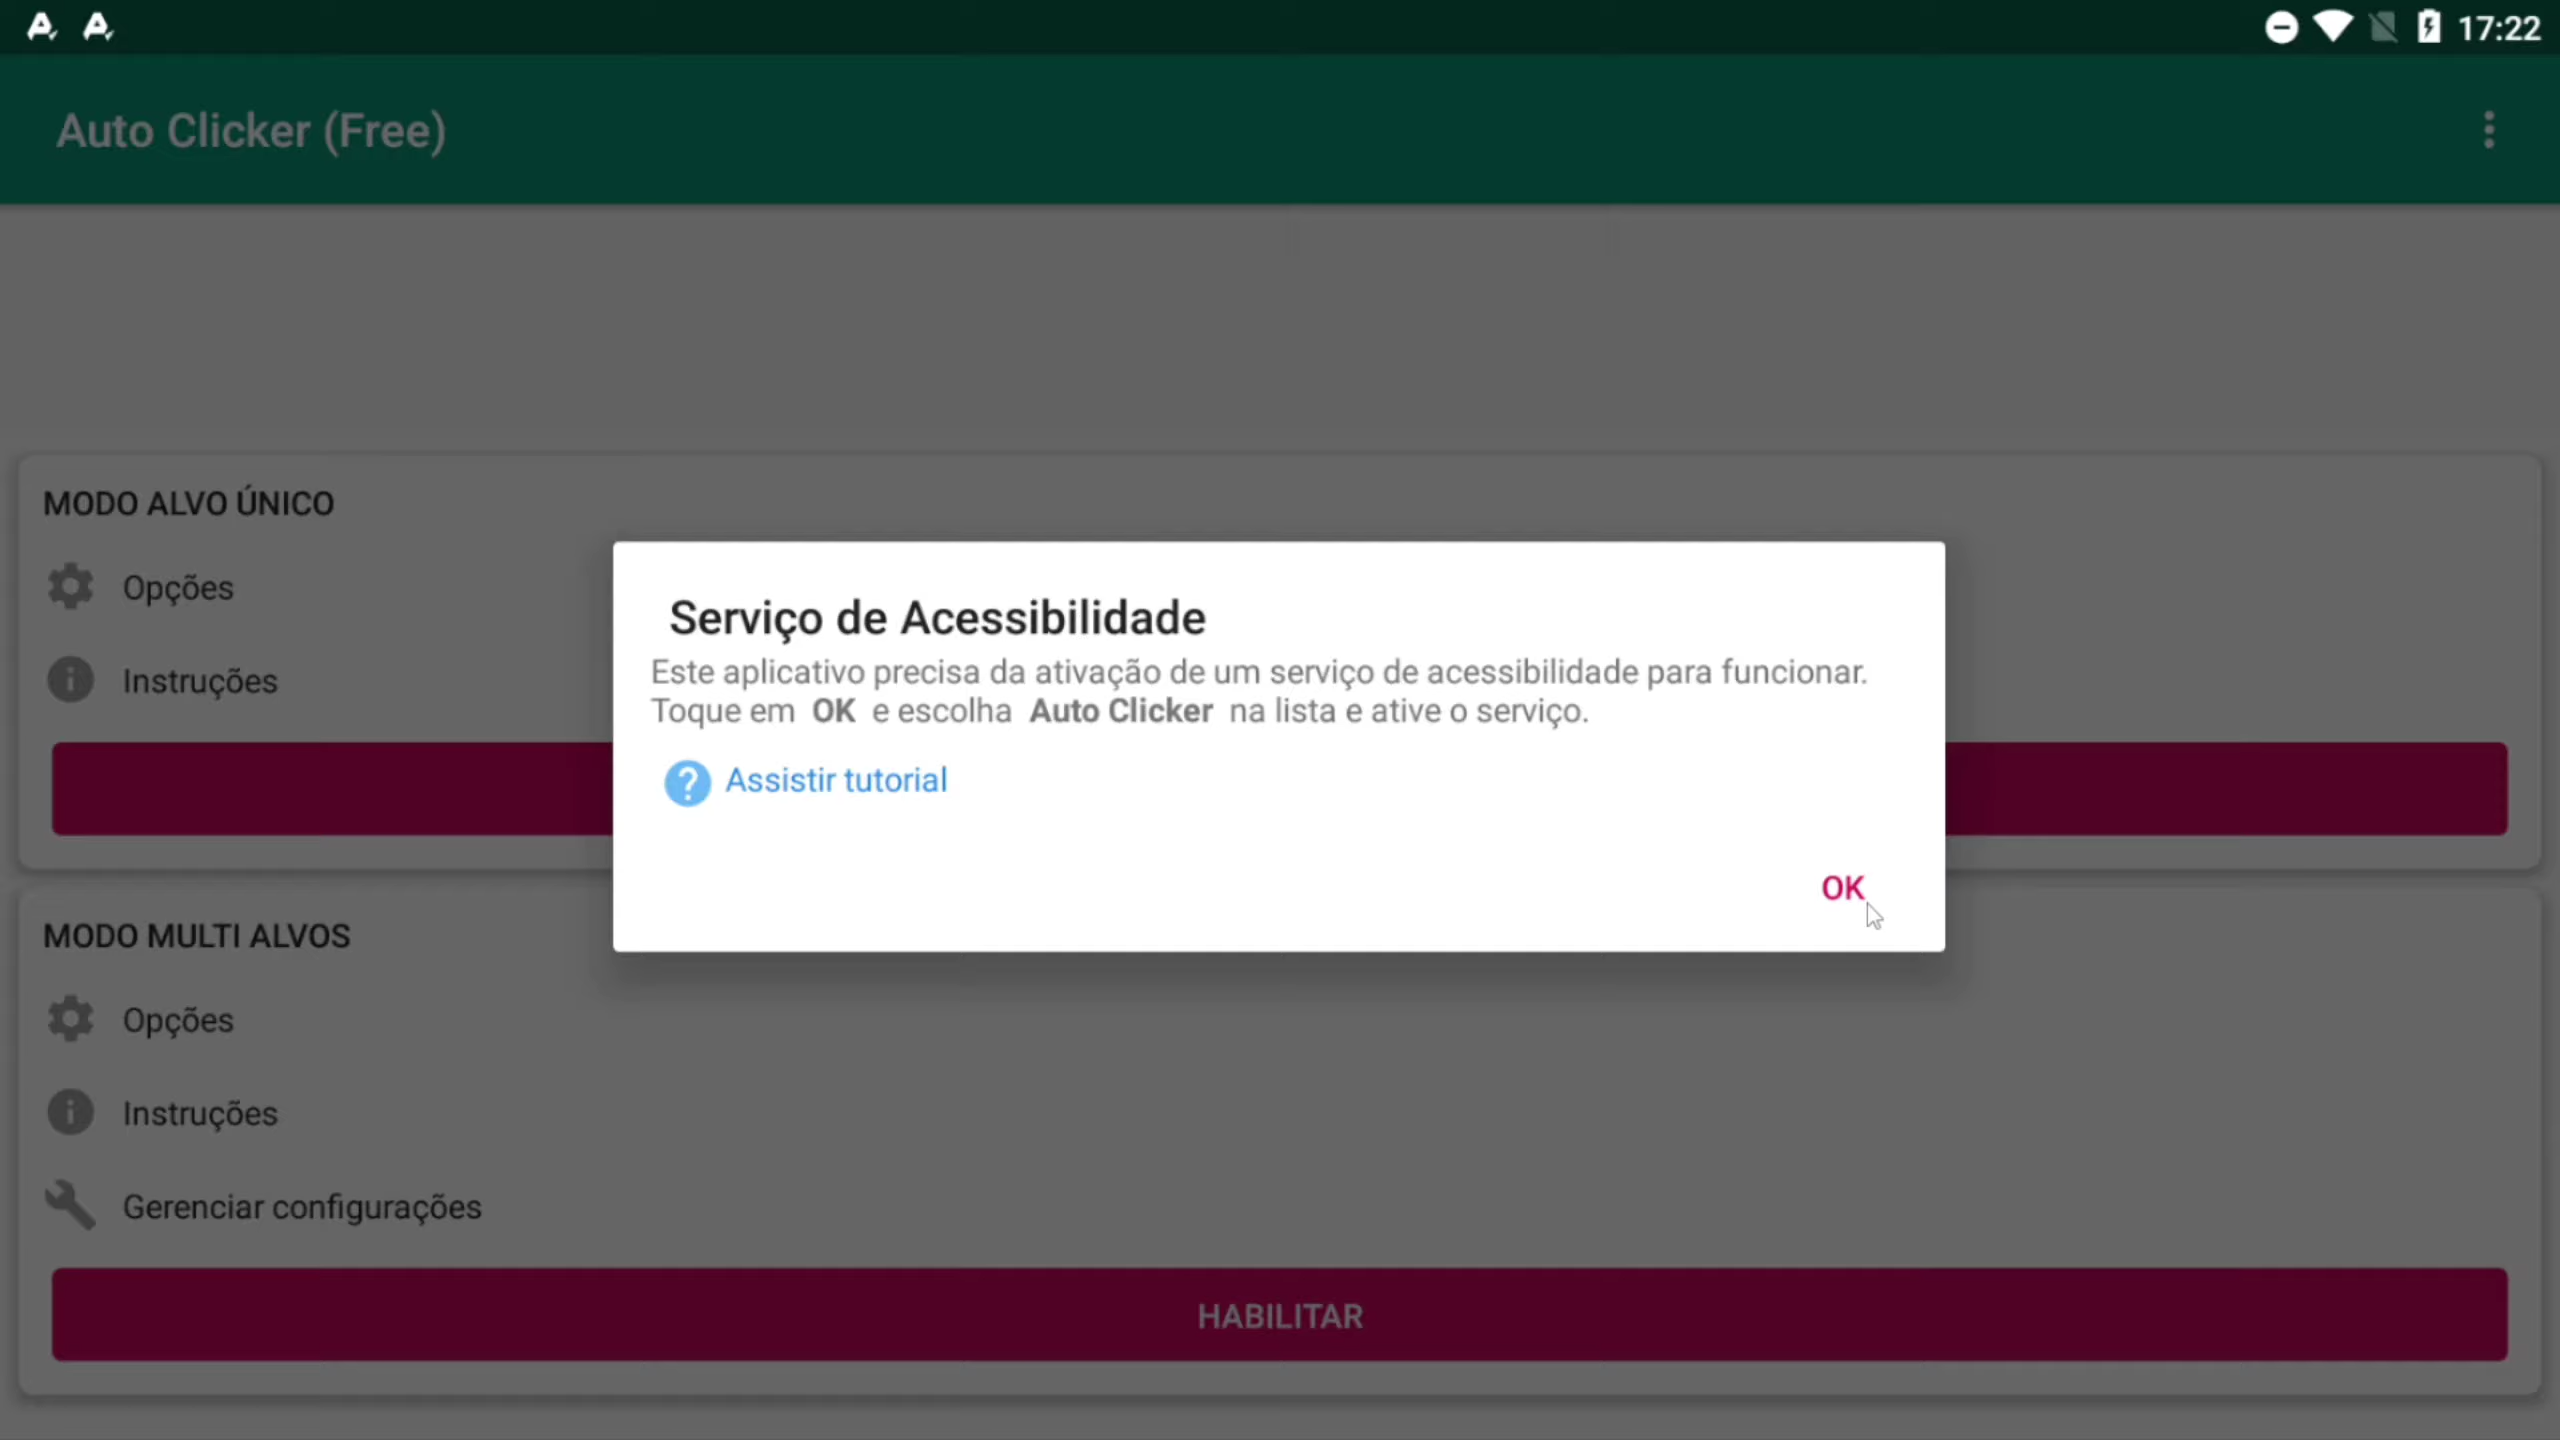 17:22
Auto Clicker (Free)
MODO ALVO ÚNICO
Opções
Instruções
Serviço de Acessibilidade
Este aplicativo precisa da ativação de um serviço de acessibilidade para funcionar.
Toque em OK e escolha Auto Clicker na lista e ative o serviço.
Assistir tutorial
OK
MODO MULTI ALVOS
Opções
Instruções
Gerenciar configurações
HABILITAR